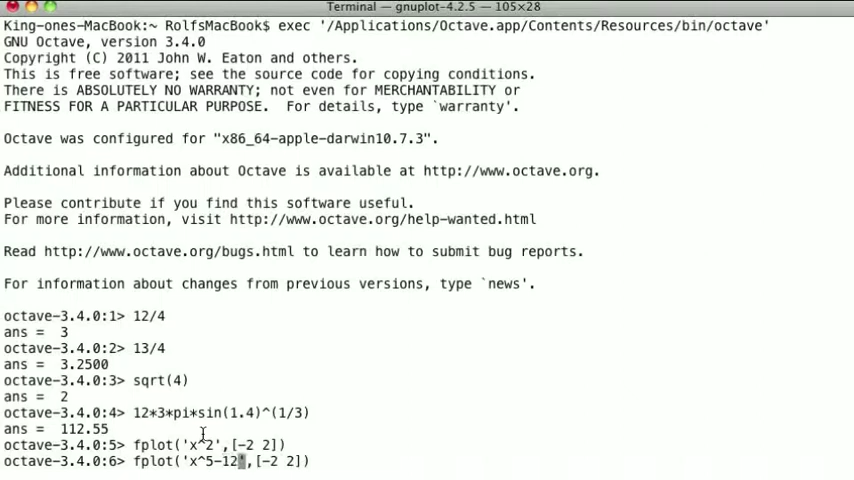 Terminal — gnuplot-4.2.5 — 105×28
King-ones-MacBook:~ RolfsMacBook$ exec '/Applications/Octave.app/Contents/Resources/bin/octave'
GNU Octave, version 3.4.0
Copyright (C) 2011 John W. Eaton and others.
This is free software; see the source code for copying conditions.
There is ABSOLUTELY NO WARRANTY; not even for MERCHANTABILITY or
FITNESS FOR A PARTICULAR PURPOSE.  For details, type `warranty'.
Octave was configured for "x86_64-apple-darwin10.7.3".
Additional information about Octave is available at http://www.octave.org.
Please contribute if you find this software useful.
For more information, visit http://www.octave.org/help-wanted.html
Read http://www.octave.org/bugs.html to learn how to submit bug reports.
For information about changes from previous versions, type `news'.
octave-3.4.0:1> 12/4
ans =  3
octave-3.4.0:2> 13/4
ans =  3.2500
octave-3.4.0:3> sqrt(4)
ans =  2
octave-3.4.0:4> 12*3*pi*sin(1.4)^(1/3)
ans =  112.55
octave-3.4.0:5> fplot('x^2',[-2 2])
octave-3.4.0:6> fplot('x^5-12',[-2 2])